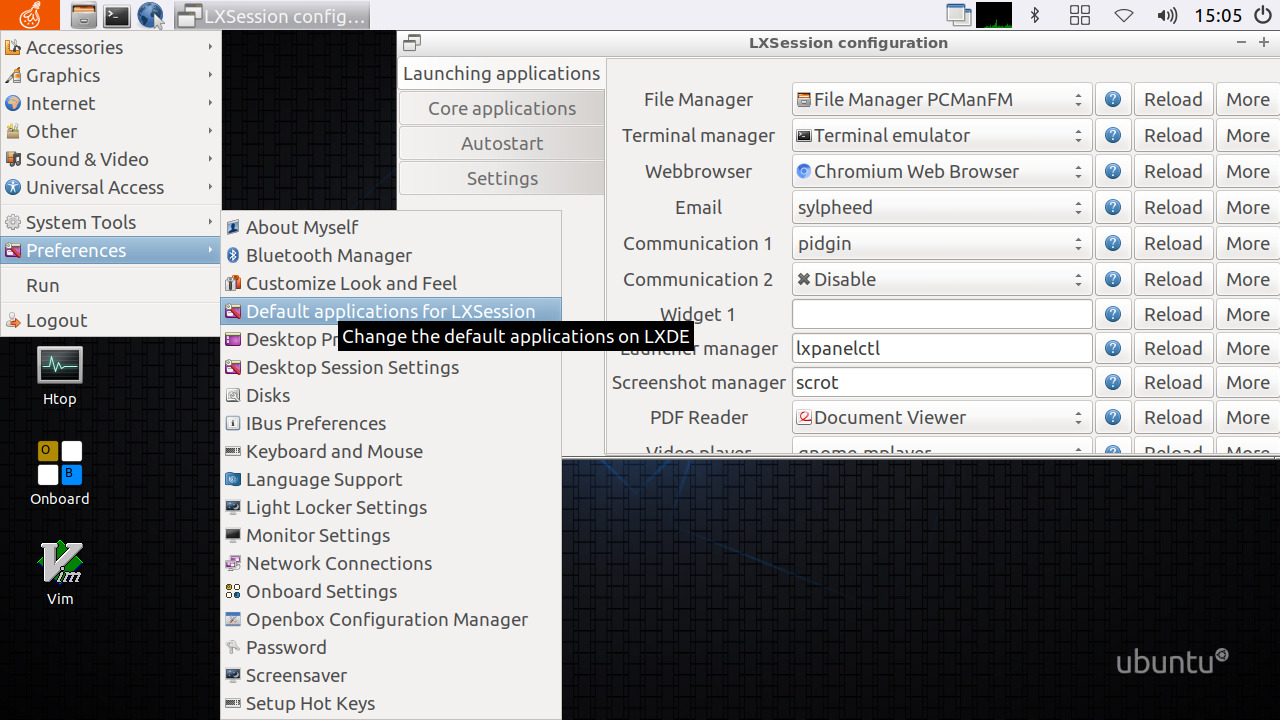 LXSession config...
15:05
Accessories
Graphics
Internet
Other
Sound & Video
Universal Access
System Tools
Preferences
Run
Logout
About Myself
Bluetooth Manager
Customize Look and Feel
Default applications for LXSession
Desktop Pr
Change the default applications on LXDE
Desktop Session Settings
Disks
IBus Preferences
Keyboard and Mouse
Language Support
Light Locker Settings
Monitor Settings
Network Connections
Onboard Settings
Openbox Configuration Manager
Password
Screensaver
Setup Hot Keys
Htop
O
B
Onboard
Vim
Vim
LXSession configuration
Launching applications
Core applications
Autostart
Settings
File Manager File Manager PCManFM Reload More
Terminal manager Terminal emulator Reload More
Webbrowser Chromium Web Browser Reload More
Email sylpheed Reload More
Communication 1 pidgin Reload More
Communication 2 Disable Reload More
Widget 1 Reload More
Launcher manager lxpanelctl Reload More
Screenshot manager scrot Reload More
PDF Reader Document Viewer Reload More
Video player gnome-mplayer Reload More
ubuntu